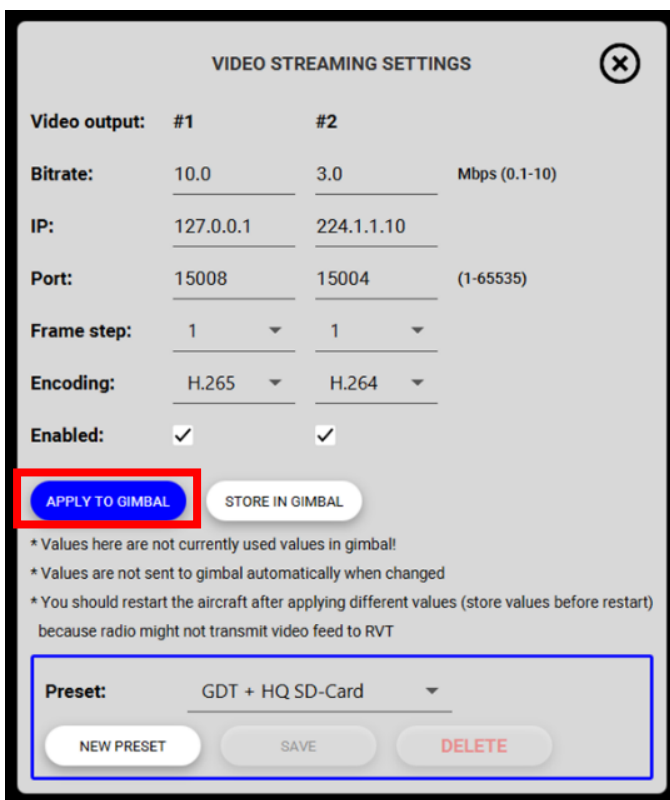 VIDEO STREAMING SETTINGS
Video output: #1 #2
Bitrate: 10.0 3.0 Mbps (0.1-10)
IP: 127.0.0.1 224.1.1.10
Port: 15008 15004 (1-65535)
Frame step: 1 1
Encoding: H.265 H.264
Enabled:
APPLY TO GIMBAL STORE IN GIMBAL
* Values here are not currently used values in gimbal!
* Values are not sent to gimbal automatically when changed
* You should restart the aircraft after applying different values (store values before restart)
because radio might not transmit video feed to RVT
Preset: GDT + HQ SD-Card
NEW PRESET SAVE DELETE